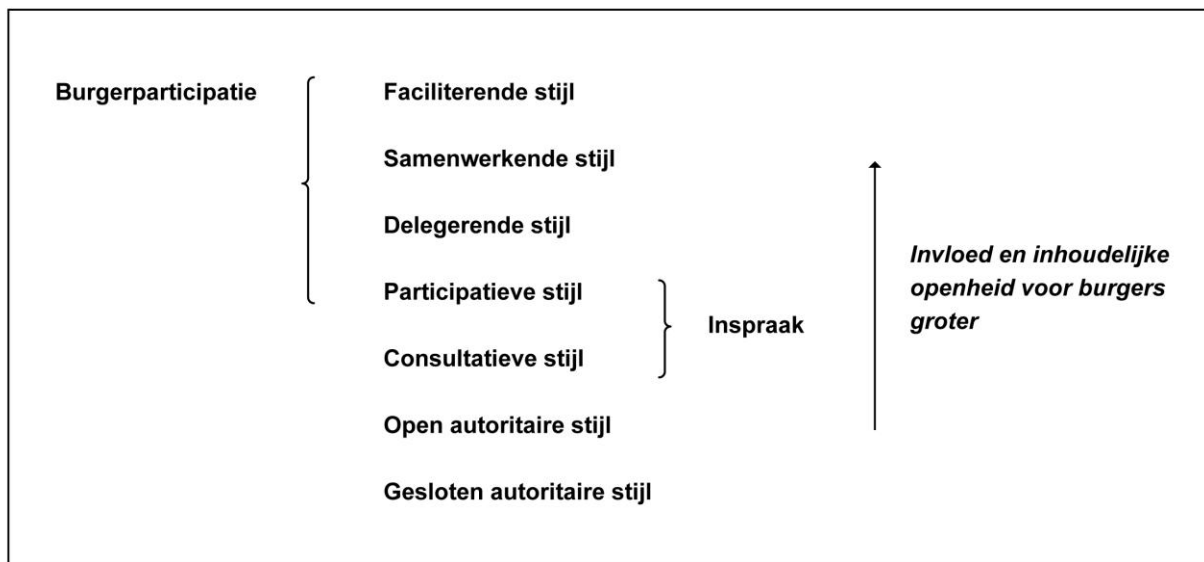 Burgerparticipatie
Faciliterende stijl
Samenwerkende stijl
Delegerende stijl
Participatieve stijl
Consultatieve stijl
Open autoritaire stijl
Gesloten autoritaire stijl
Inspraak
Invloed en inhoudelijke
openheid voor burgers
groter